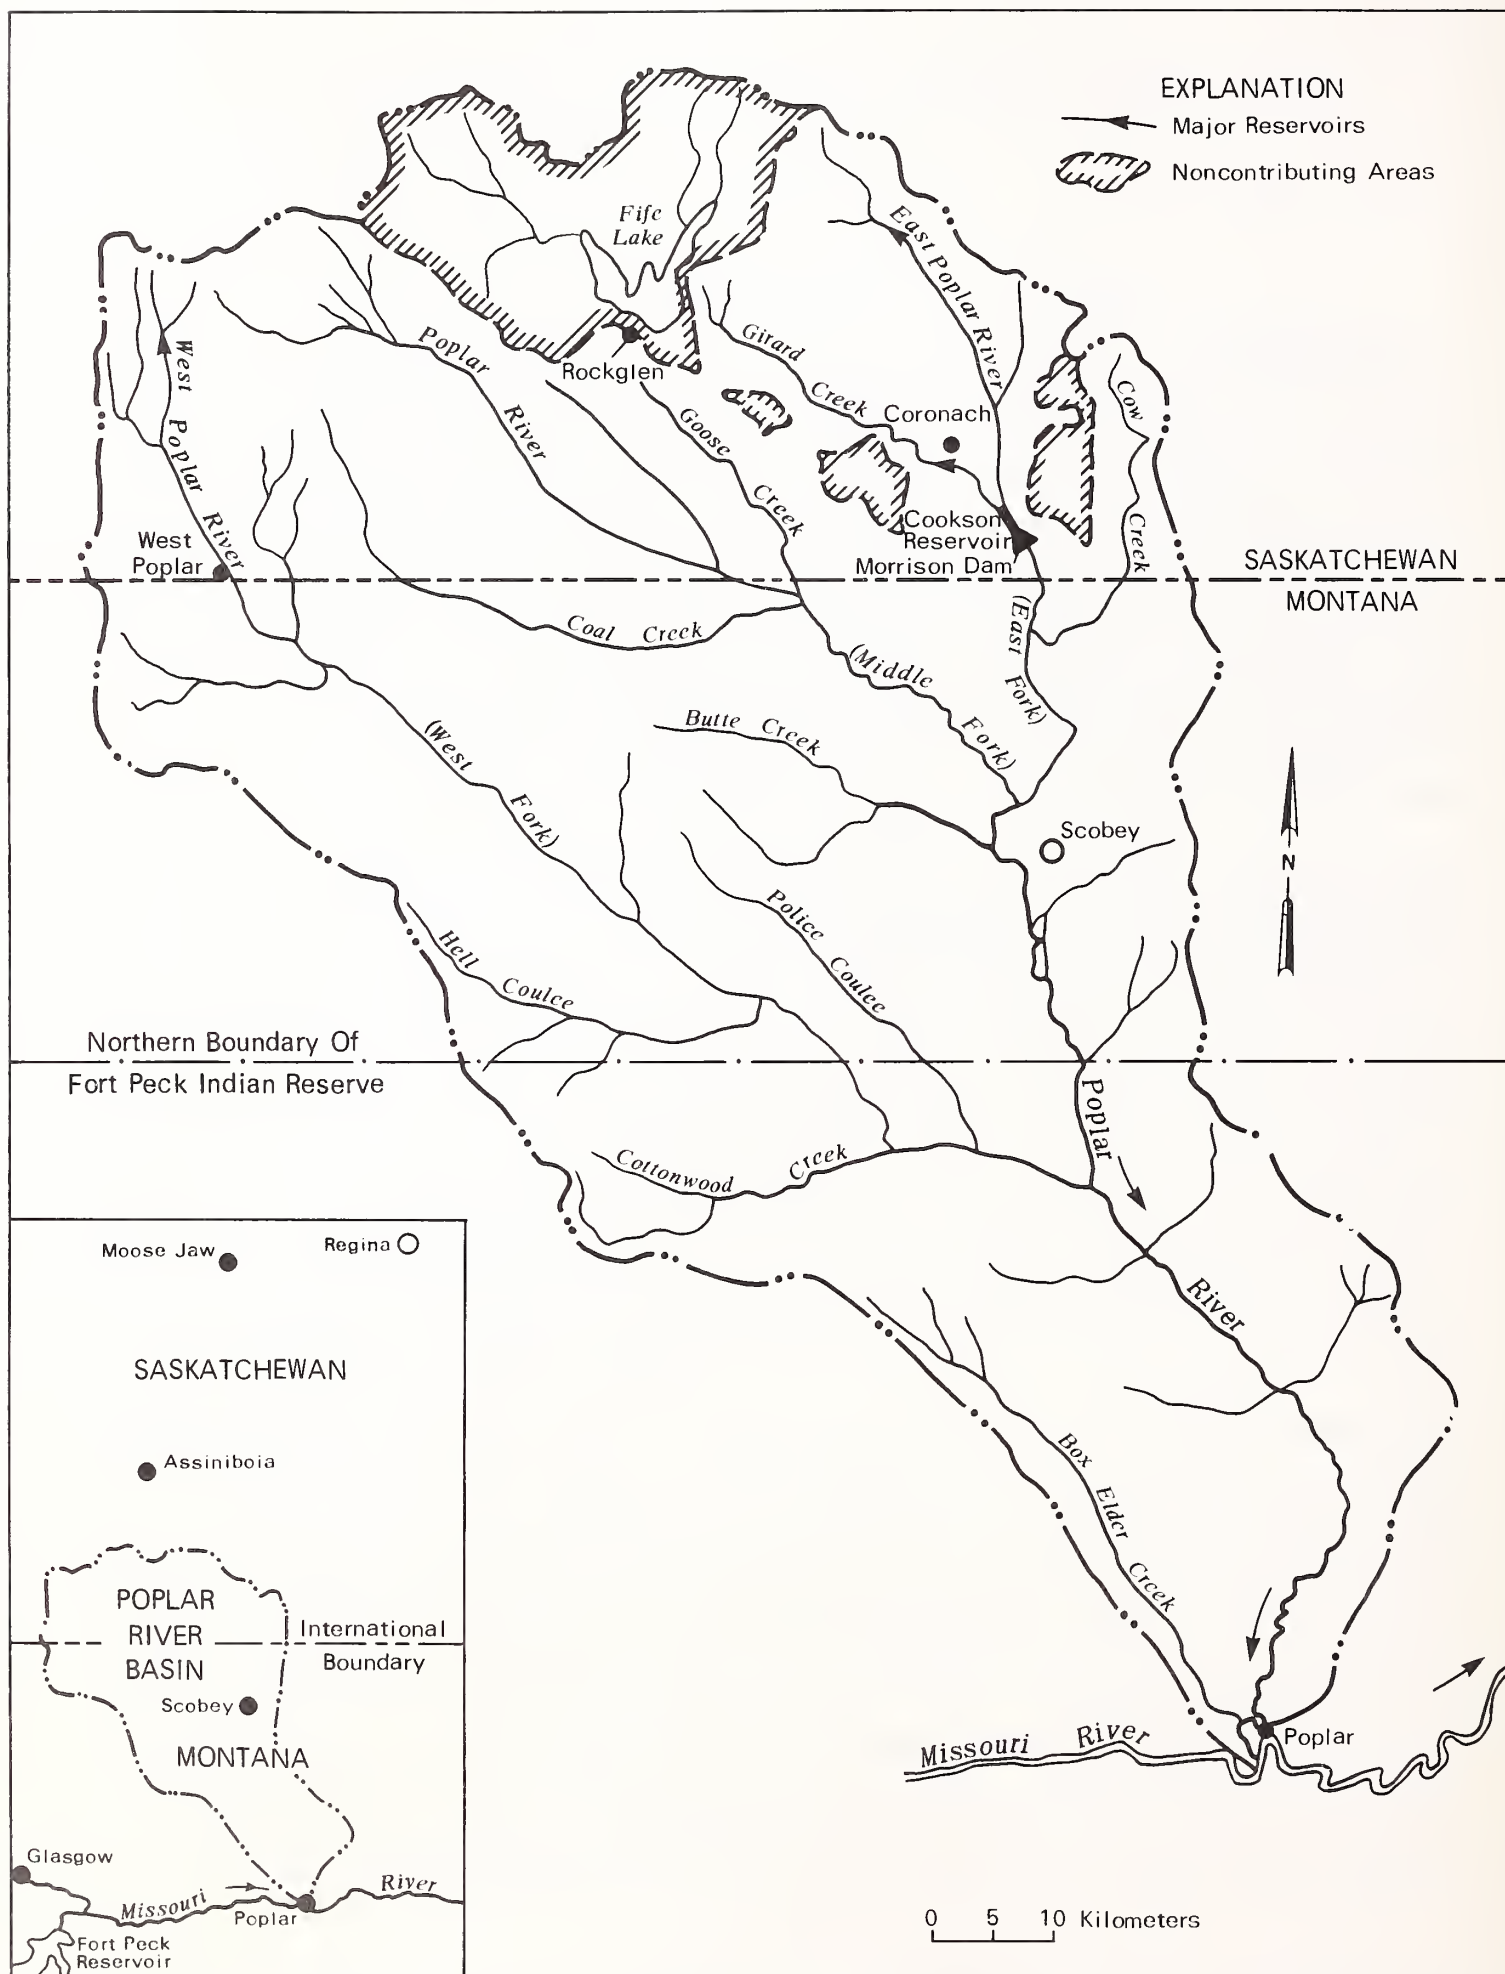 EXPLANATION
Major Reservoirs
Noncontributing Areas
Fife
Lake
East Poplar River
West Poplar River
Poplar
River
Rockglen
Girard
Creek
Goose
Creek
Coronach
Cow
Creek
Cookson
Reservoir
Morrison Dam
West
Poplar
SASKATCHEWAN
MONTANA
Coal Creek
(East
Fork)
(Middle
Fork)
Butte Creek
(West
Fork)
Scobey
Police
Coulee
Hell
Coulee
N
Northern Boundary Of
Fort Peck Indian Reserve
Poplar
River
Cottonwood Creek
Box
Elder
Creek
Missouri River
Poplar
0 5 10 Kilometers
Moose Jaw
Regina
SASKATCHEWAN
Assiniboia
POPLAR
RIVER
BASIN
International
Boundary
Scobey
MONTANA
Glasgow
Missouri River
Poplar
Fort Peck
Reservoir